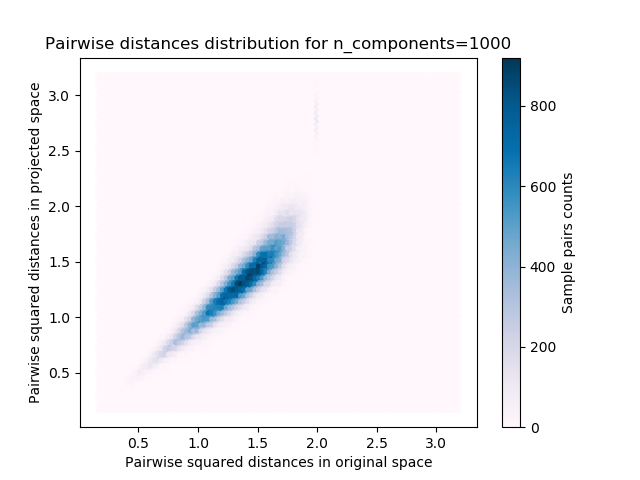 Pairwise distances distribution for n_components=1000
Pairwise squared distances in projected space
3.0
2.5
2.0
1.5
1.0
0.5
0.5 1.0 1.5 2.0 2.5 3.0
Pairwise squared distances in original space
800
600
400
200
0
Sample pairs counts